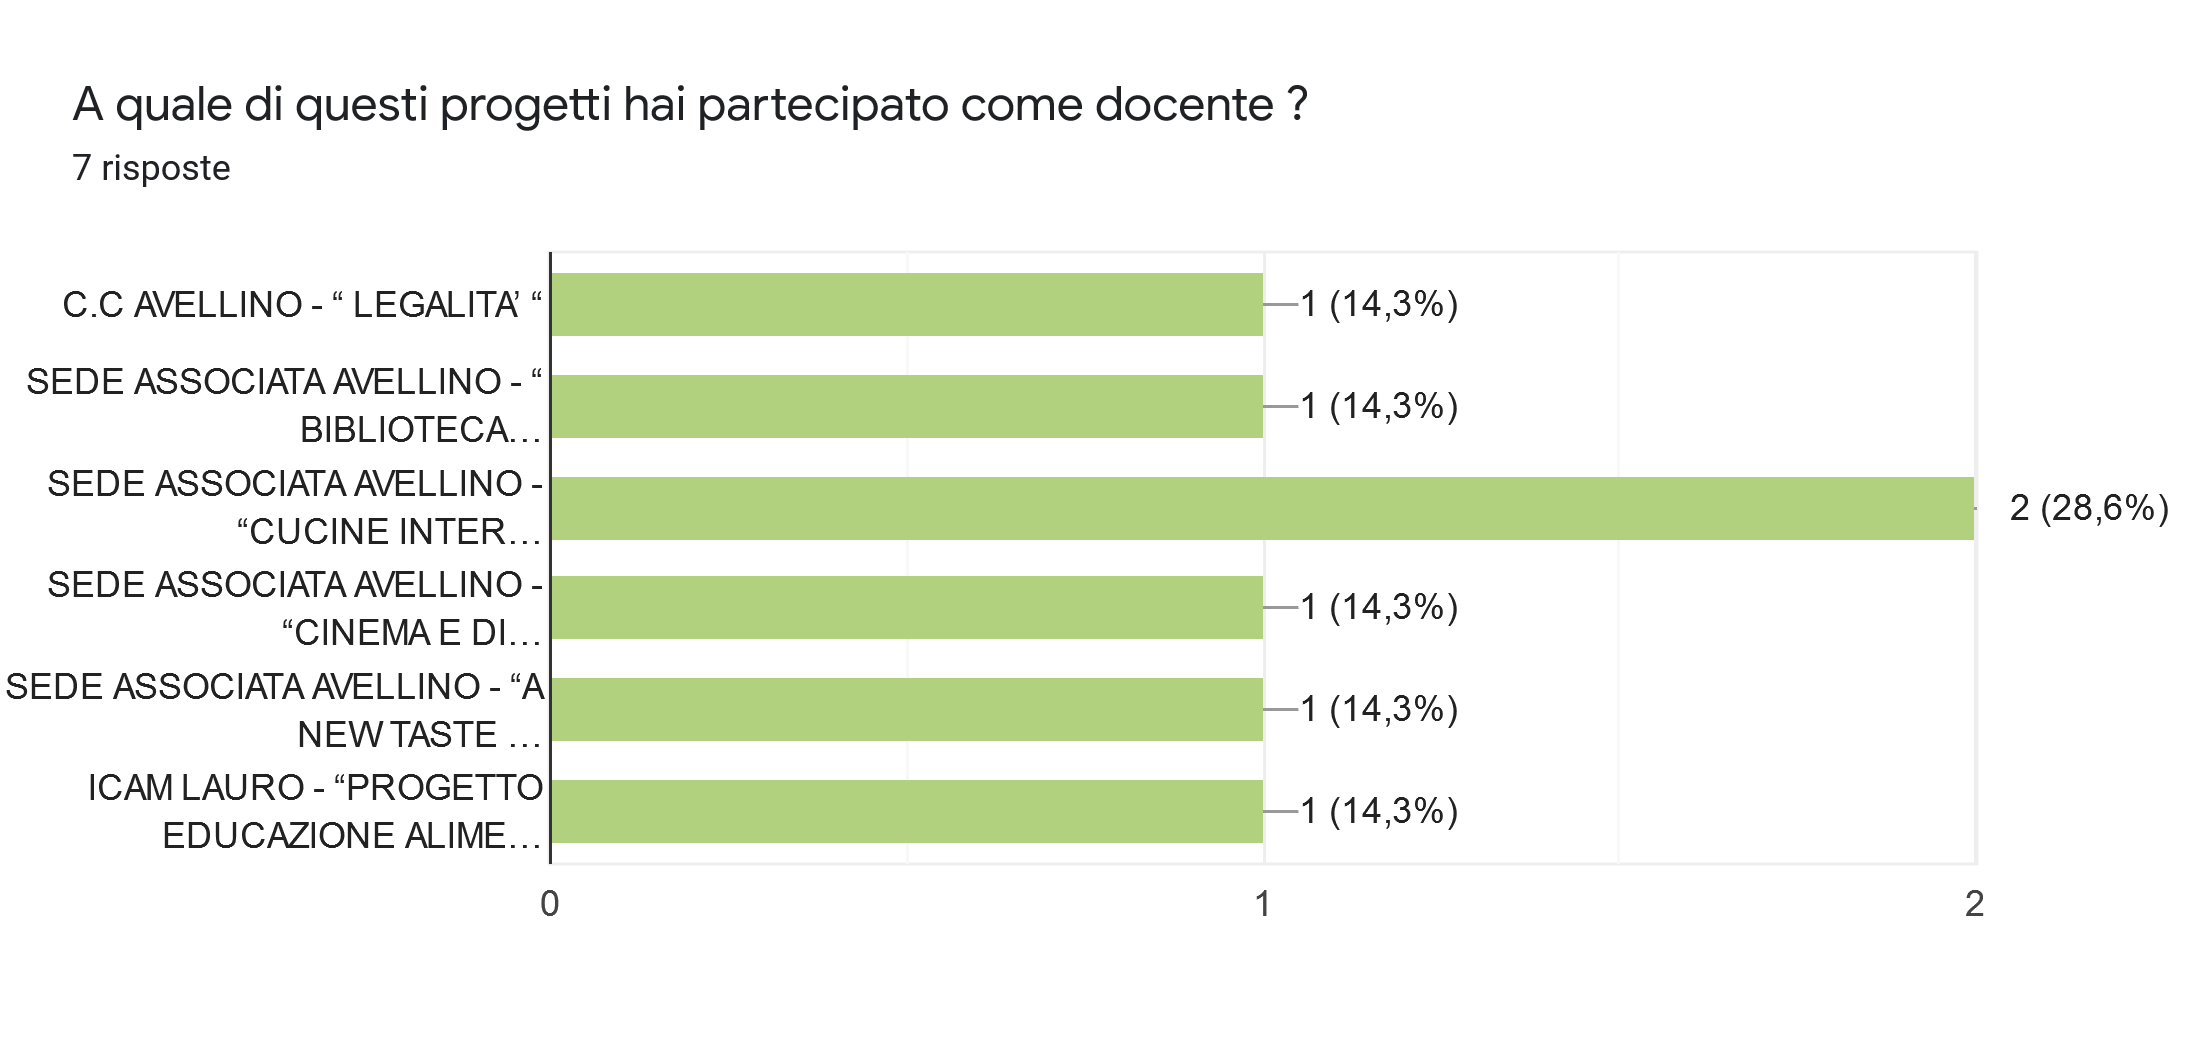 A quale di questi progetti hai partecipato come docente ?
7 risposte
C.C AVELLINO - “ LEGALITA’ “
1 (14,3%)
SEDE ASSOCIATA AVELLINO - “
BIBLIOTECA…
1 (14,3%)
SEDE ASSOCIATA AVELLINO -
“CUCINE INTER…
2 (28,6%)
SEDE ASSOCIATA AVELLINO -
“CINEMA E DI…
1 (14,3%)
SEDE ASSOCIATA AVELLINO - “A
NEW TASTE …
1 (14,3%)
ICAM LAURO - “PROGETTO
EDUCAZIONE ALIME…
1 (14,3%)
0 1 2